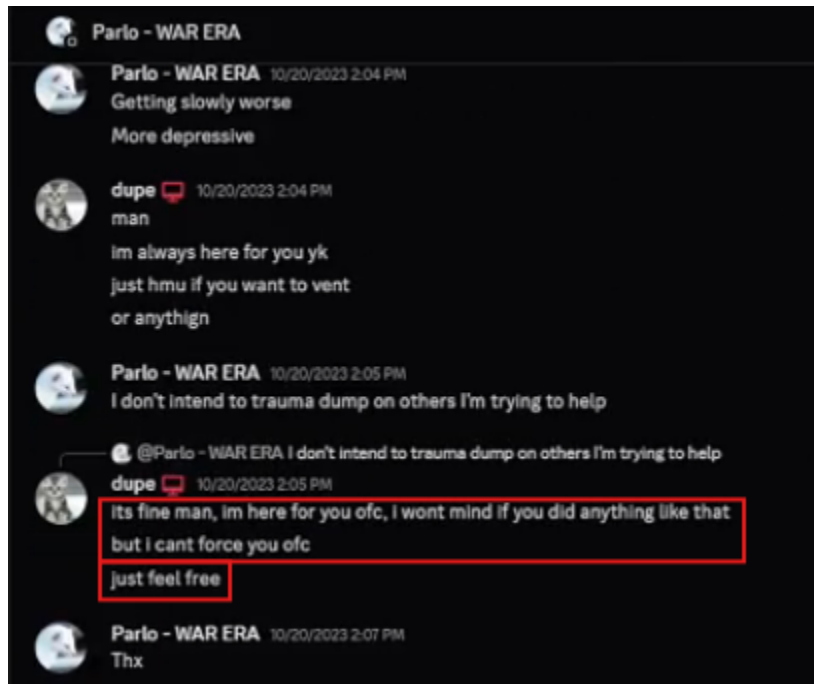 Parlo - WAR ERA
Parlo - WAR ERA 10/20/2023 2:04 PM
Getting slowly worse
More depressive
dupe 10/20/2023 2:04 PM
man
im always here for you yk
just hmu if you want to vent
or anythign
Parlo - WAR ERA 10/20/2023 2:05 PM
I don't intend to trauma dump on others I'm trying to help
@Parlo - WAR ERA I don't intend to trauma dump on others I'm trying to help
dupe 10/20/2023 2:05 PM
its fine man, im here for you ofc, i wont mind if you did anything like that
but i cant force you ofc
just feel free
Parlo - WAR ERA 10/20/2023 2:07 PM
Thx